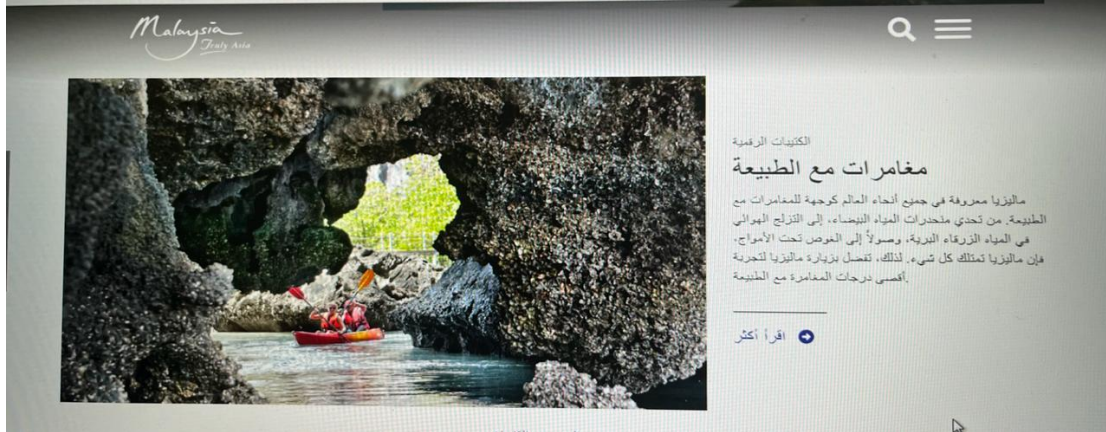 Malaysia
Truly Asia
الكتيبات الرقمية
مغامرات مع الطبيعة
ماليزيا معروفة في جميع أنحاء العالم كوجهة للمغامرات مع
الطبيعة. من تحدي منحدرات المياه البيضاء، إلى التزلج الهوائي
في المياه الزرقاء البرية، وصولاً إلى الغوص تحت الأمواج،
فإن ماليزيا تمتلك كل شيء. لذلك، تفضل بزيارة ماليزيا لتجربة
.أقصى درجات المغامرة مع الطبيعة
اقرأ أكثر